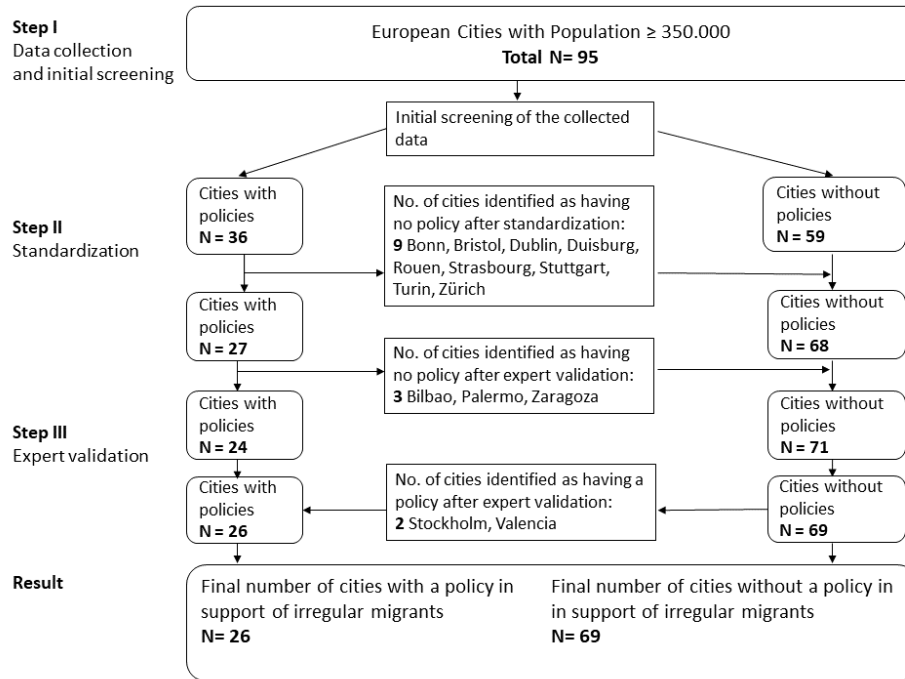 Step I
Data collection
and initial screening
European Cities with Population ≥ 350.000
Total N= 95
Initial screening of the collected
data
Cities with
policies
N = 36
Step II
Standardization
No. of cities identified as having
no policy after standardization:
9 Bonn, Bristol, Dublin, Duisburg,
Rouen, Strasbourg, Stuttgart,
Turin, Zürich
Cities without
policies
N = 59
Cities with
policies
N = 27
Cities without
policies
N = 68
No. of cities identified as having
no policy after expert validation:
3 Bilbao, Palermo, Zaragoza
Step III
Expert validation
Cities with
policies
N = 24
Cities without
policies
N = 71
Cities with
policies
N = 26
No. of cities identified as having a
policy after expert validation:
2 Stockholm, Valencia
Cities without
policies
N = 69
Result
Final number of cities with a policy in
support of irregular migrants
N= 26
Final number of cities without a policy in
in support of irregular migrants
N= 69